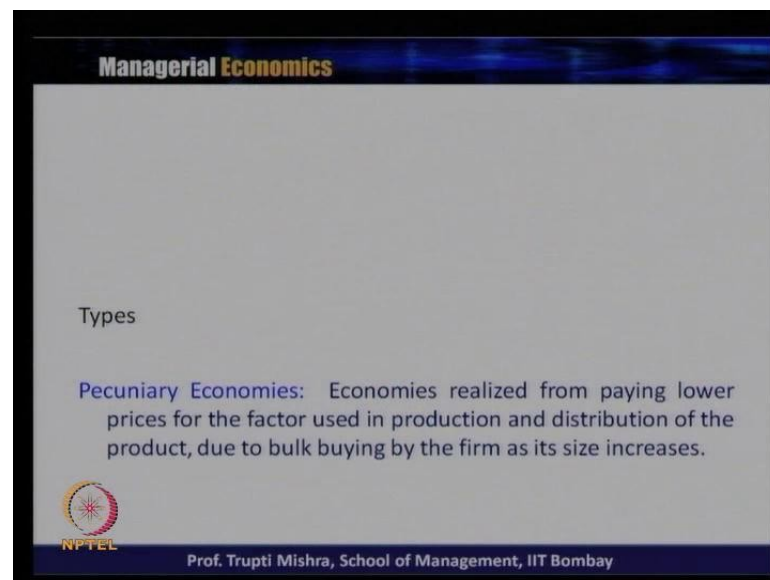 Managerial Economics
Types
Pecuniary Economies: Economies realized from paying lower
prices for the factor used in production and distribution of the
product, due to bulk buying by the firm as its size increases.
NPTEL
Prof. Trupti Mishra, School of Management, IIT Bombay